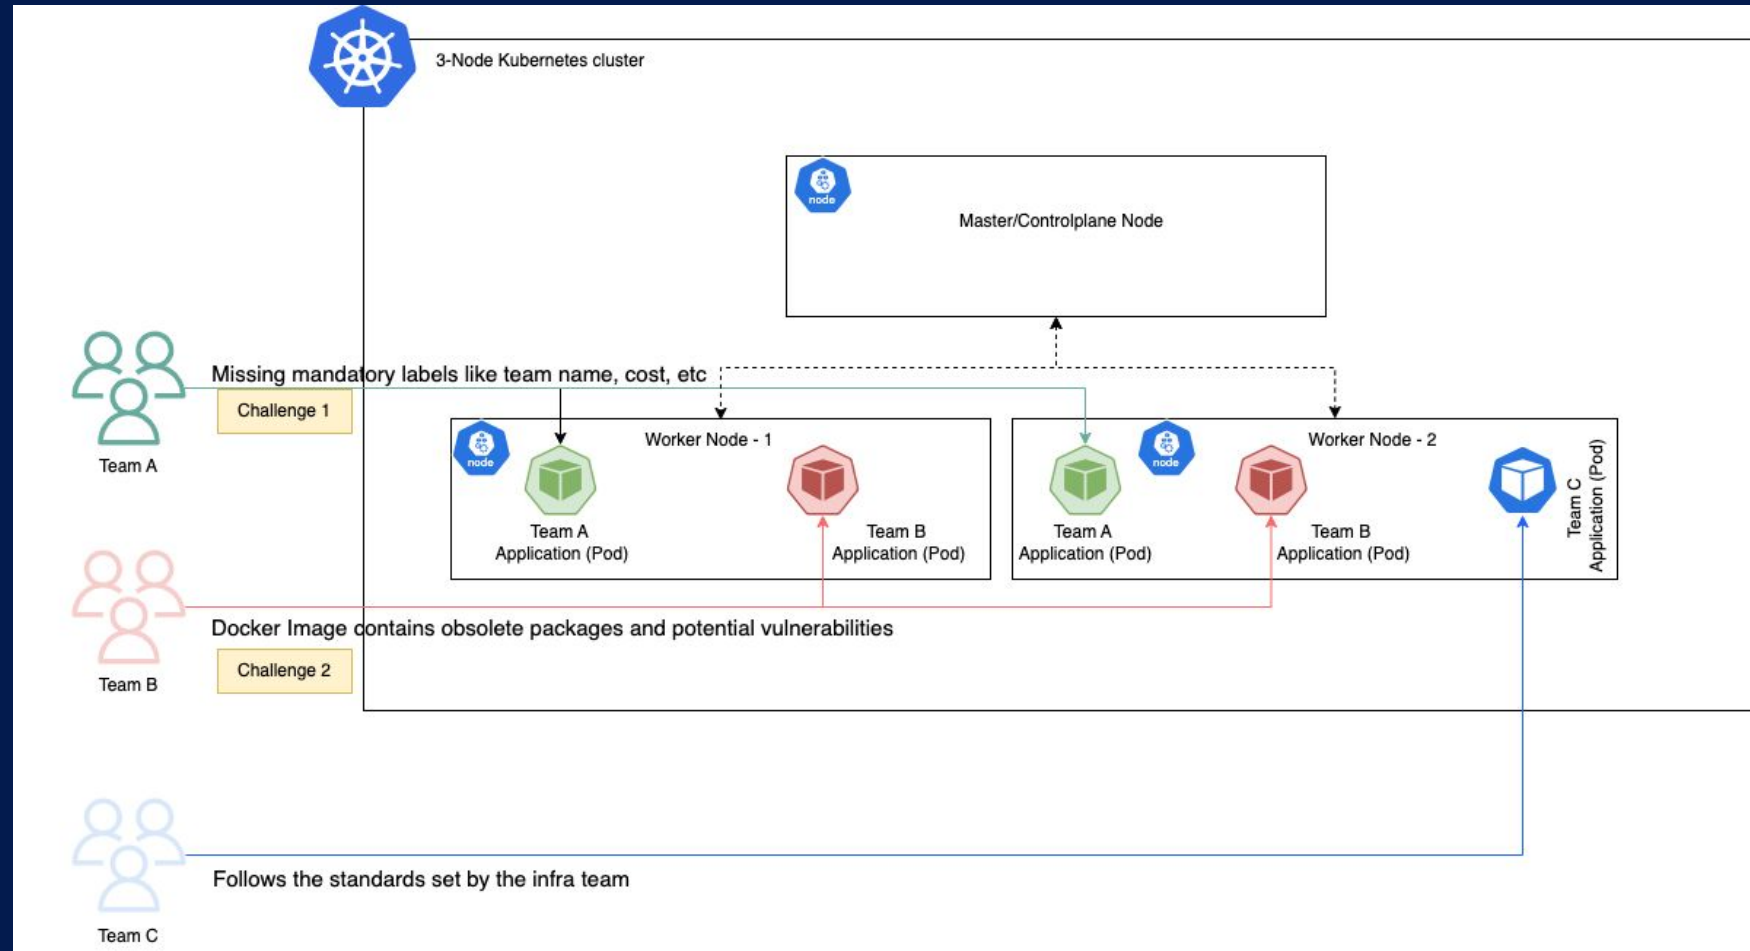 3-Node Kubernetes cluster
node
Master/Controlplane Node
Missing mandatory labels like team name, cost, etc
Challenge 1
Team A
node
Worker Node - 1
Team A
Application (Pod)
Team B
Application (Pod)
node
Worker Node - 2
Team A
Application (Pod)
Team B
Application (Pod)
Team C
Application (Pod)
Docker Image contains obsolete packages and potential vulnerabilities
Challenge 2
Team B
Follows the standards set by the infra team
Team C